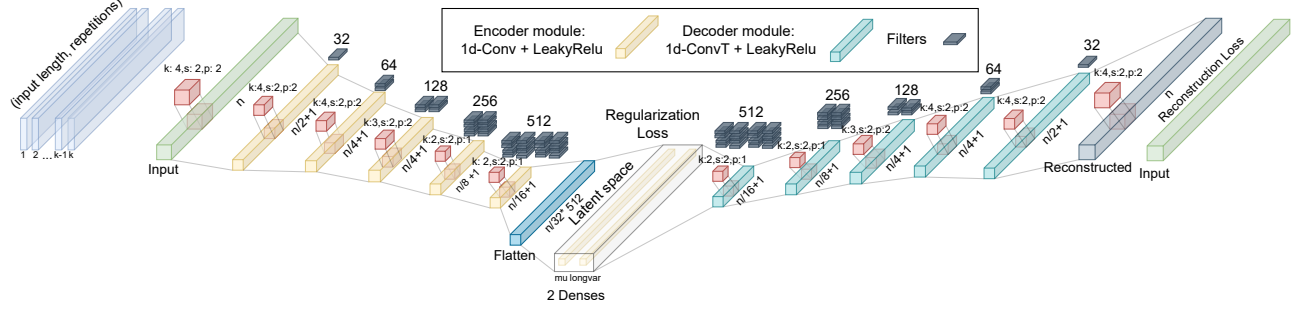 (input length, repetitions)
1 2 ... k-1 k
k: 4,s: 2,p: 2
n
Input
32
k:4,s:2,p:2
n/2+1
64
k:4,s:2,p:2
n/4+1
128
k:3,s:2,p:2
n/4+1
256
k:2,s:2,p:1
n/8 +1
512
k: 2,s:2,p:1
n/16+1
n/32* 512
Flatten
Encoder module:
1d-Conv + LeakyRelu
Decoder module:
1d-ConvT + LeakyRelu
Filters
Regularization
Loss
Latent space
mu longvar
2 Denses
512
k:2,s:2,p:1
n/16+1
256
k:2,s:2,p:1
n/8+1
128
k:3,s:2,p:2
n/4+1
64
k:4,s:2,p:2
n/4+1
32
k:4,s:2,p:2
n/2+1
k:4,s:2,p:2
n
Reconstructed
Reconstruction Loss
Input